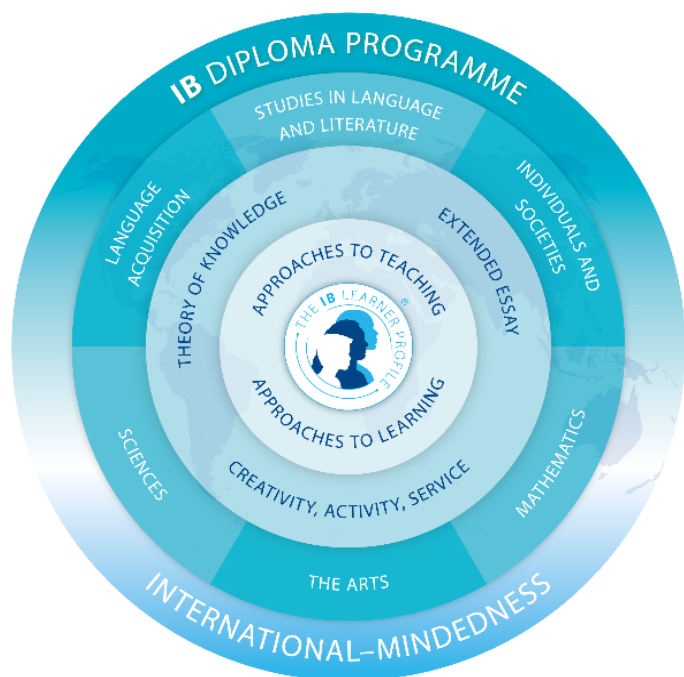 IB DIPLOMA PROGRAMME
STUDIES IN LANGUAGE
AND LITERATURE
LANGUAGE
ACQUISITION
INDIVIDUALS AND
SOCIETIES
THEORY OF KNOWLEDGE
EXTENDED ESSAY
APPROACHES TO TEACHING
THE IB LEARNER PROFILE
®
APPROACHES TO LEARNING
CREATIVITY, ACTIVITY, SERVICE
SCIENCES
MATHEMATICS
THE ARTS
INTERNATIONAL–MINDEDNESS